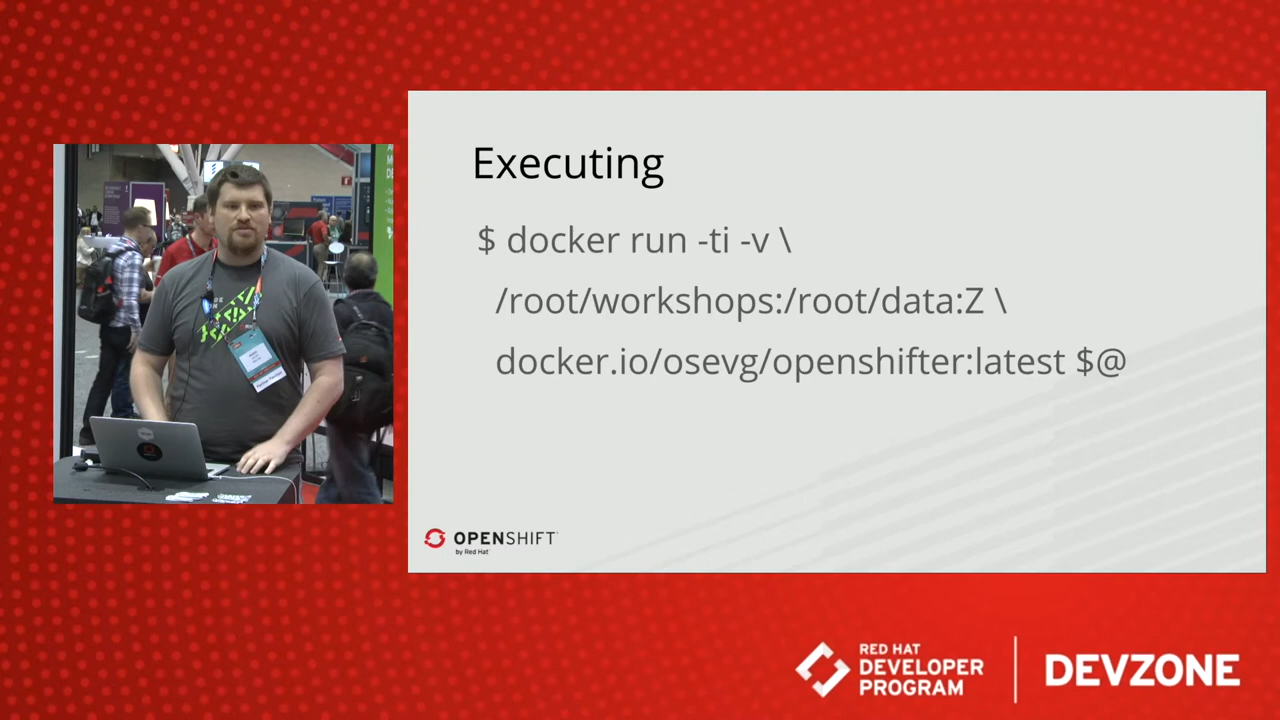 Executing
$ docker run -ti -v \
/root/workshops:/root/data:Z \
docker.io/osevg/openshifter:latest $@
OPENSHIFT
by Red Hat
RED HAT
DEVELOPER
PROGRAM
DEVZONE